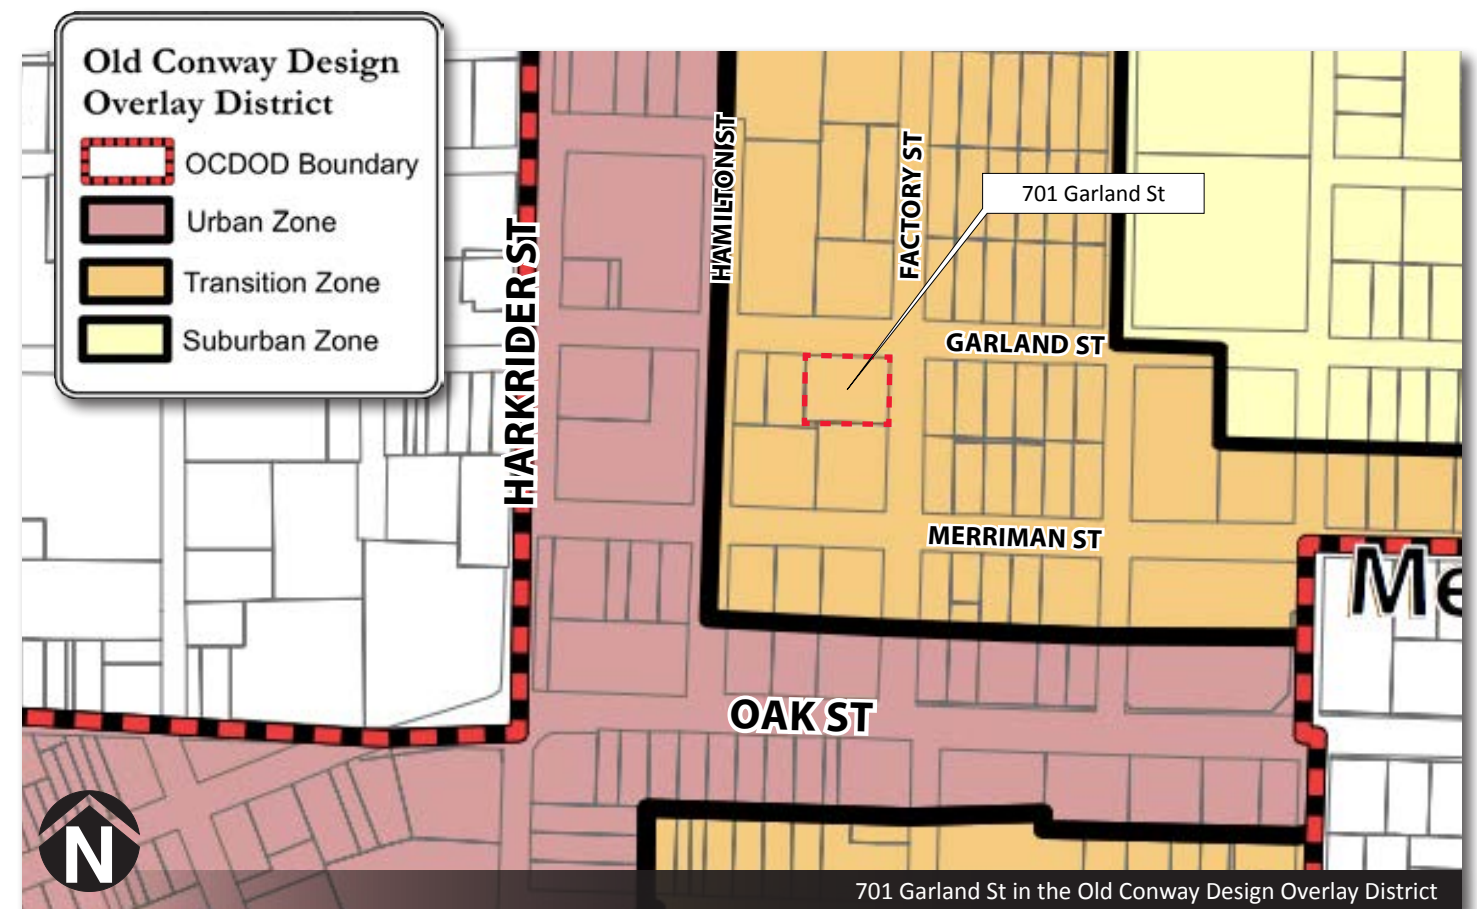 Old Conway Design
Overlay District
OCDOD Boundary
Urban Zone
Transition Zone
Suburban Zone
HARKRIDER ST
HAMILTON ST
FACTORY ST
701 Garland St
GARLAND ST
MERRIMAN ST
Me
OAK ST
N
701 Garland St in the Old Conway Design Overlay District